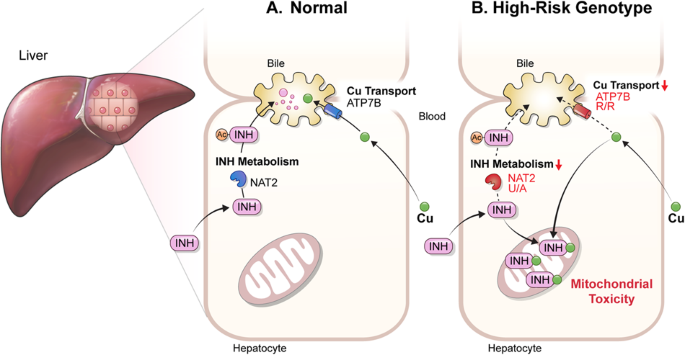 Liver
A. Normal
Bile
Cu Transport
ATP7B
Ac
INH
INH Metabolism
NAT2
INH
INH
Cu
Hepatocyte
B. High-Risk Genotype
Bile
Cu Transport
ATP7B
R/R
Blood
Ac
INH
INH Metabolism
NAT2
U/A
INH
INH
Cu
INH
INH
INH
Mitochondrial
Toxicity
Hepatocyte